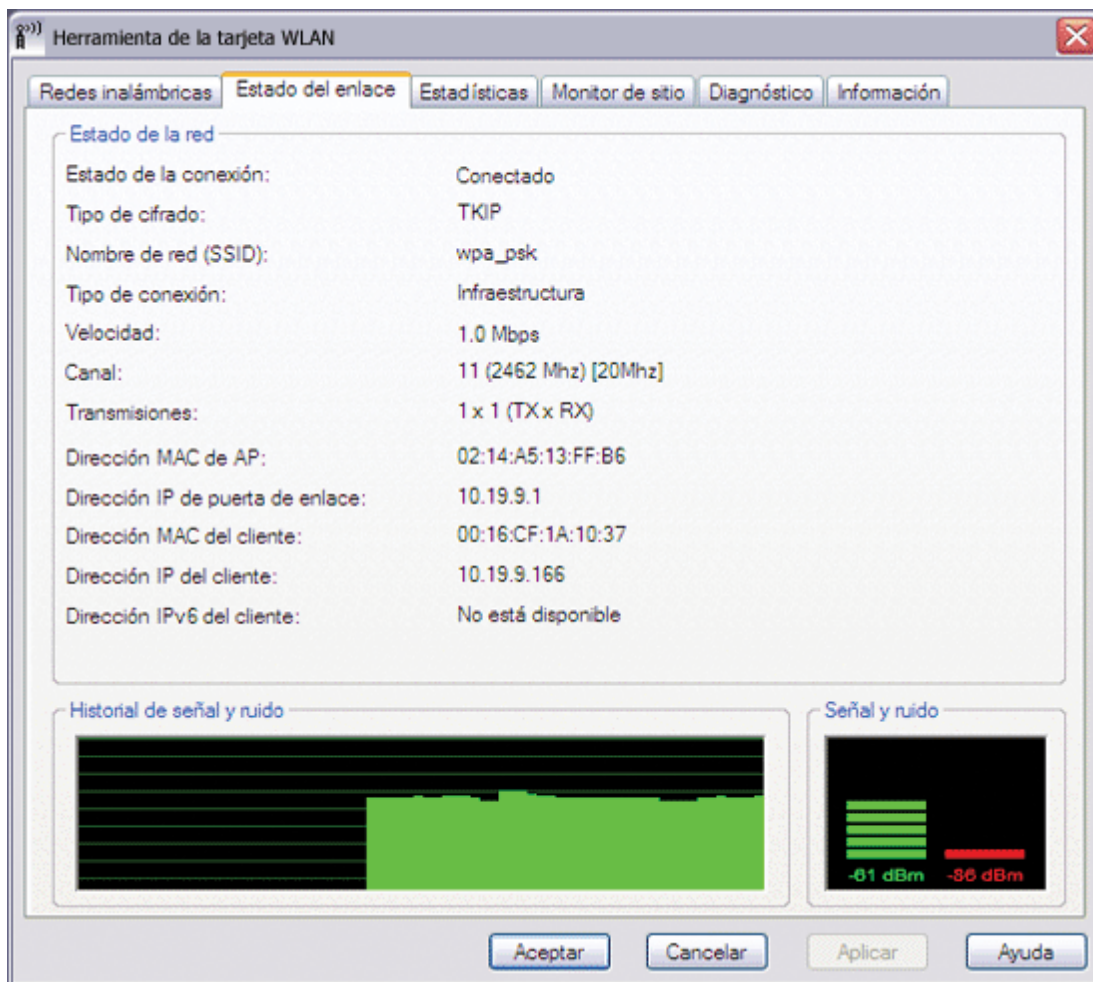 Herramienta de la tarjeta WLAN
Redes inalámbricas Estado del enlace Estadísticas Monitor de sitio Diagnóstico Información
Estado de la red
Estado de la conexión: Conectado
Tipo de cifrado: TKIP
Nombre de red (SSID): wpa_psk
Tipo de conexión: Infraestructura
Velocidad: 1.0 Mbps
Canal: 11 (2462 Mhz) [20Mhz]
Transmisiones: 1 x 1 (TX x RX)
Dirección MAC de AP: 02:14:A5:13:FF:B6
Dirección IP de puerta de enlace: 10.19.9.1
Dirección MAC del cliente: 00:16:CF:1A:10:37
Dirección IP del cliente: 10.19.9.166
Dirección IPv6 del cliente: No está disponible
Historial de señal y ruido Señal y ruido
-61 dBm -86 dBm
Aceptar Cancelar Aplicar Ayuda